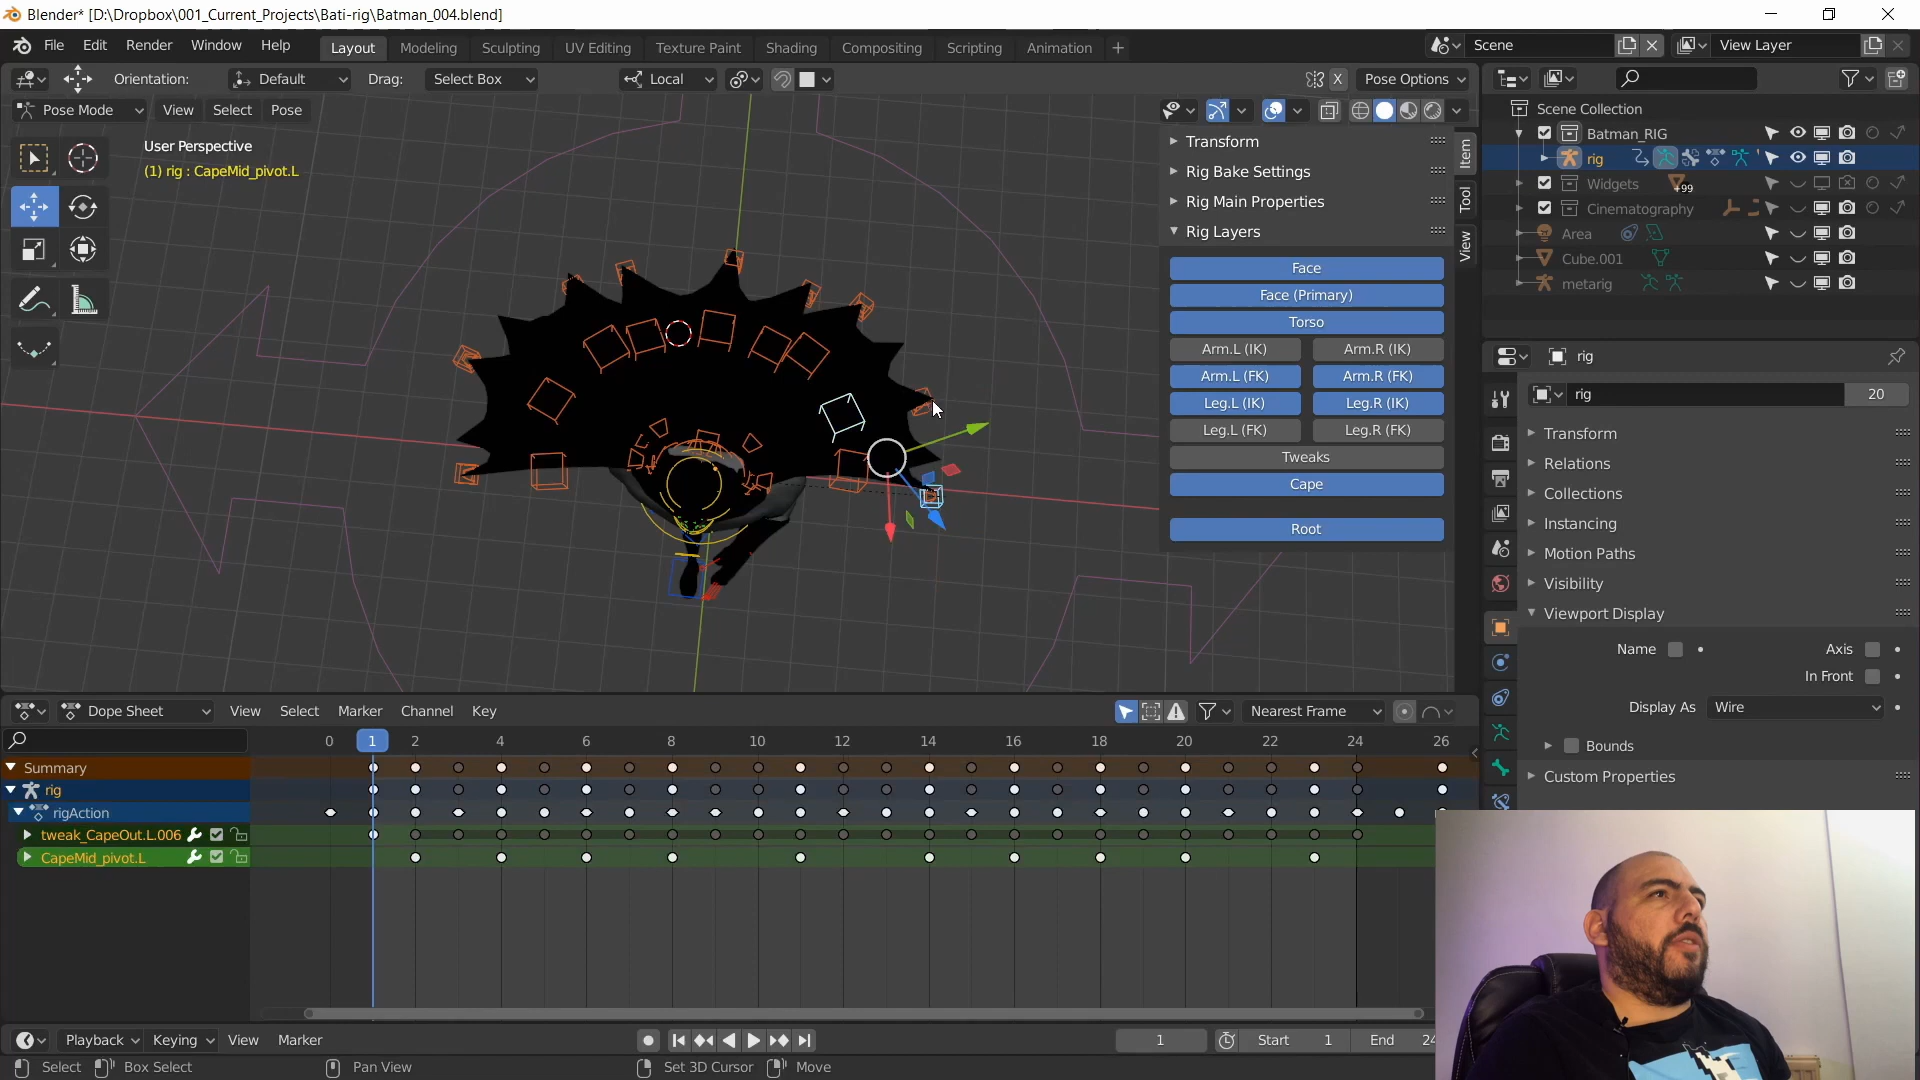 Blender* [D:\Dropbox\001_Current_Projects\Bati-rig\Batman_004.blend]
File Edit Render Window Help Layout Modeling Sculpting UV Editing Texture Paint Shading Compositing Scripting Animation + Scene View Layer
Orientation: Default Drag: Select Box Local X Pose Options
Pose Mode View Select Pose
User Perspective
(1) rig : CapeMid_pivot.L
Transform
Rig Bake Settings
Rig Main Properties
Rig Layers
Face
Face (Primary)
Torso
Arm.L (IK) Arm.R (IK)
Arm.L (FK) Arm.R (FK)
Leg.L (IK) Leg.R (IK)
Leg.L (FK) Leg.R (FK)
Tweaks
Cape
Root
Item
Tool
View
Scene Collection
Batman_RIG
rig
Widgets +99
Cinematography
Area
Cube.001
metarig
rig
rig 20
Transform
Relations
Collections
Instancing
Motion Paths
Visibility
Viewport Display
Name Axis
In Front
Display As Wire
Bounds
Custom Properties
Dope Sheet View Select Marker Channel Key Nearest Frame
0 1 2 4 6 8 10 12 14 16 18 20 22 24 26
Summary
rig
rigAction
tweak_CapeOut.L.006
CapeMid_pivot.L
Playback Keying View Marker 1 Start 1 End 24
Select Box Select Pan View Set 3D Cursor Move